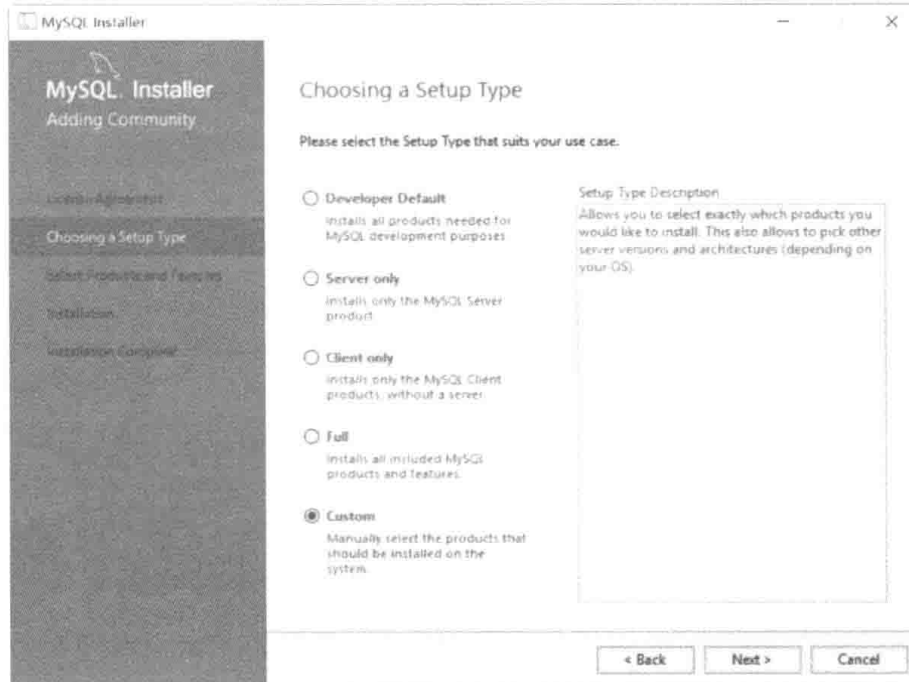 MySQL Installer
MySQL Installer
Adding Community
License Agreement
Choosing a Setup Type
Select Products and Features
Installation
Installation Complete
Choosing a Setup Type
Please select the Setup Type that suits your use case.
Developer Default
Installs all products needed for
MySQL development purposes
Server only
Installs only the MySQL Server
product
Client only
Installs only the MySQL Client
products, without a server
Full
Installs all included MySQL
products and features.
Custom
Manually select the products that
should be installed on the
system.
Setup Type Description
Allows you to select exactly which products you
would like to install. This also allows to pick other
server versions and architectures (depending on
your OS).
< Back
Next >
Cancel